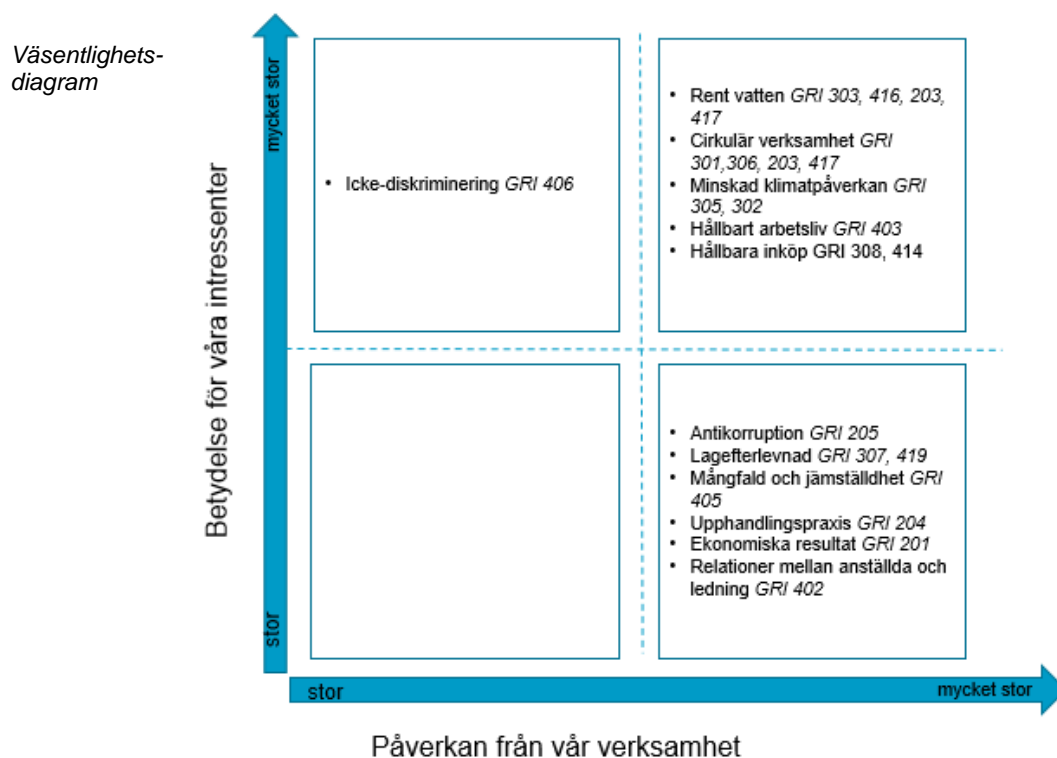 Väsentlighets-
diagram
Betydelse för våra intressenter
mycket stor
stor
• Icke-diskriminering GRI 406
• Rent vatten GRI 303, 416, 203,
417
• Cirkulär verksamhet GRI
301,306, 203, 417
• Minskad klimatpåverkan GRI
305, 302
• Hållbart arbetsliv GRI 403
• Hållbara inköp GRI 308, 414
• Antikorruption GRI 205
• Lagefterlevnad GRI 307, 419
• Mångfald och jämställdhet GRI
405
• Upphandlingspraxis GRI 204
• Ekonomiska resultat GRI 201
• Relationer mellan anställda och
ledning GRI 402
stor
mycket stor
Påverkan från vår verksamhet